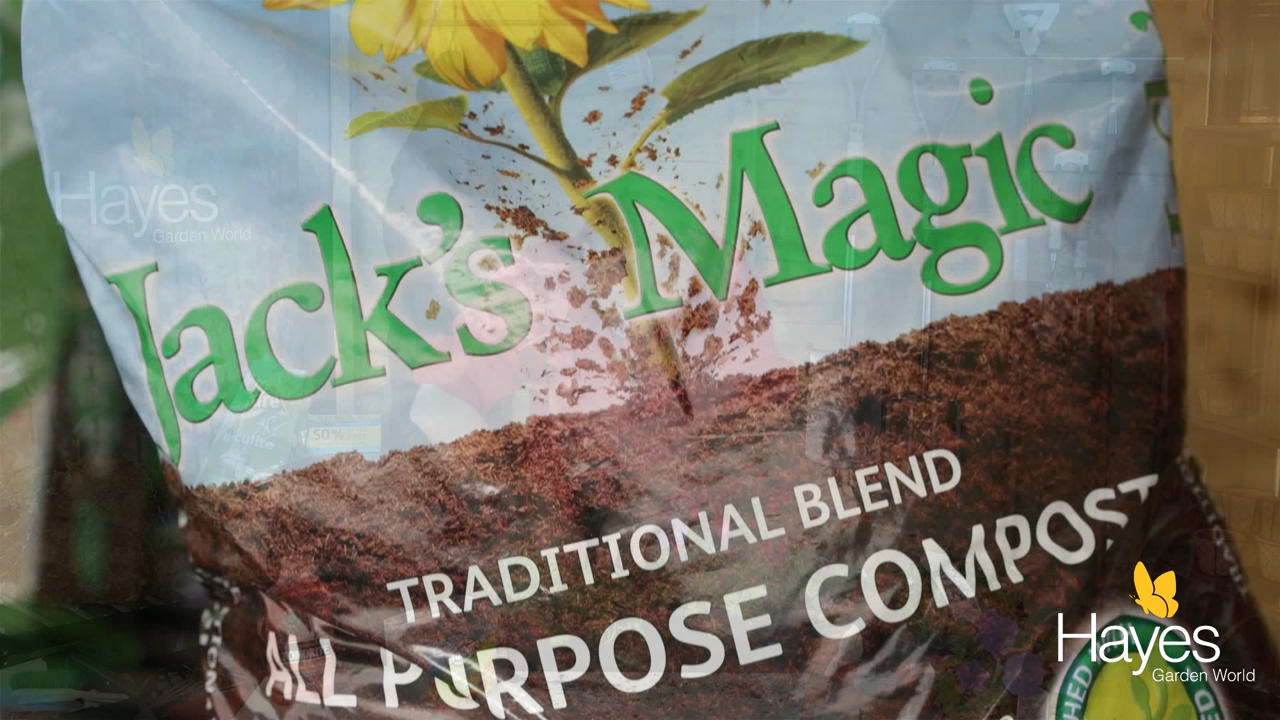 Jack's Magic
Hayes
Garden World
50%
TRADITIONAL BLEND
ALL PURPOSE COMPOST
Hayes
Garden World